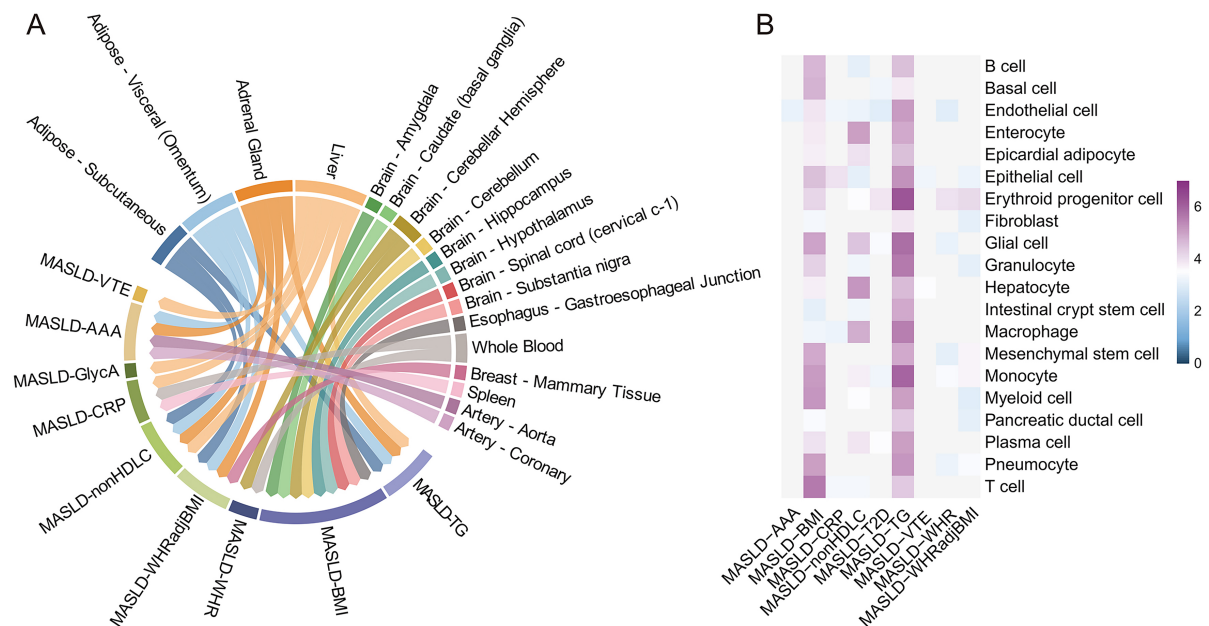 A
Adipose - Subcutaneous
Adipose - Visceral (Omentum)
Adrenal Gland
Liver
Brain - Amygdala
Brain - Caudate (basal ganglia)
Brain - Cerebellar Hemisphere
Brain - Cerebellum
Brain - Hippocampus
Brain - Hypothalamus
Brain - Spinal cord (cervical c-1)
Brain - Substantia nigra
Esophagus - Gastroesophageal Junction
Whole Blood
Breast - Mammary Tissue
Spleen
Artery - Aorta
Artery - Coronary
MASLD-TG
MASLD-BMI
MASLD-WHR
MASLD-WHRadjBMI
MASLD-nonHDLC
MASLD-CRP
MASLD-GlycA
MASLD-AAA
MASLD-VTE
B
B cell
Basal cell
Endothelial cell
Enterocyte
Epicardial adipocyte
Epithelial cell
Erythroid progenitor cell
Fibroblast
Glial cell
Granulocyte
Hepatocyte
Intestinal crypt stem cell
Macrophage
Mesenchymal stem cell
Monocyte
Myeloid cell
Pancreatic ductal cell
Plasma cell
Pneumocyte
T cell
MASLD-AAA
MASLD-BMI
MASLD-CRP
MASLD-nonHDLC
MASLD-T2D
MASLD-TG
MASLD-VTE
MASLD-WHR
MASLD-WHRadjBMI
6
4
2
0